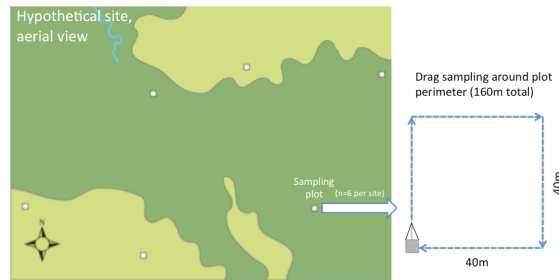 Hypothetical site,
aerial view
Drag sampling around plot
perimeter (160m total)
Sampling
plot (n=6 per site)
N
40m
40m